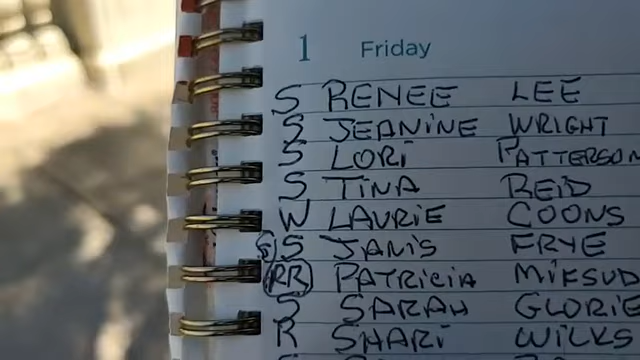 1 Friday
S RENEE LEE
S JEANINE WRIGHT
S LORI PATTERSON
S TINA REID
W LAURIE COONS
S JANIS FRYE
RR PATRICIA MIKSUD
S SARAH GLORIE
R SHARI WILKS